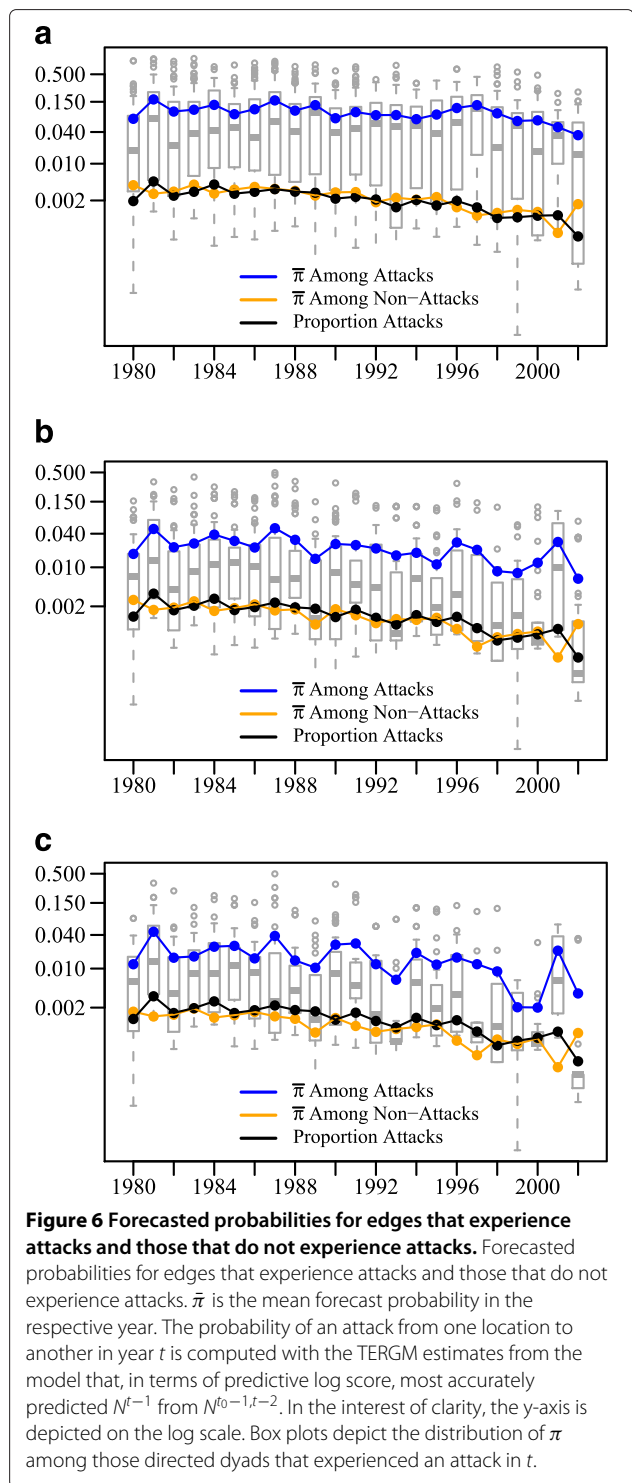 a
0.500
0.150
0.040
0.010
0.002
π̅ Among Attacks
π̅ Among Non−Attacks
Proportion Attacks
1980 1984 1988 1992 1996 2000
b
0.500
0.150
0.040
0.010
0.002
π̅ Among Attacks
π̅ Among Non−Attacks
Proportion Attacks
1980 1984 1988 1992 1996 2000
c
0.500
0.150
0.040
0.010
0.002
π̅ Among Attacks
π̅ Among Non−Attacks
Proportion Attacks
1980 1984 1988 1992 1996 2000
Figure 6 Forecasted probabilities for edges that experience
attacks and those that do not experience attacks. Forecasted
probabilities for edges that experience attacks and those that do not
experience attacks. π̄ is the mean forecast probability in the
respective year. The probability of an attack from one location to
another in year t is computed with the TERGM estimates from the
model that, in terms of predictive log score, most accurately
predicted N^{t−1} from N^{t₀−1,t−2}. In the interest of clarity, the y-axis is
depicted on the log scale. Box plots depict the distribution of π
among those directed dyads that experienced an attack in t.